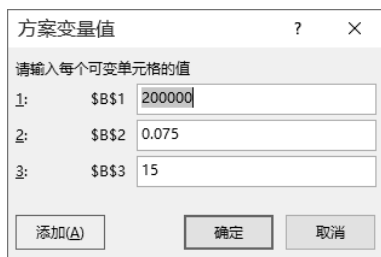 方案变量值 ?
请输入每个可变单元格的值
1: $B$1 200000
2: $B$2 0.075
3: $B$3 15
添加(A) 确定 取消